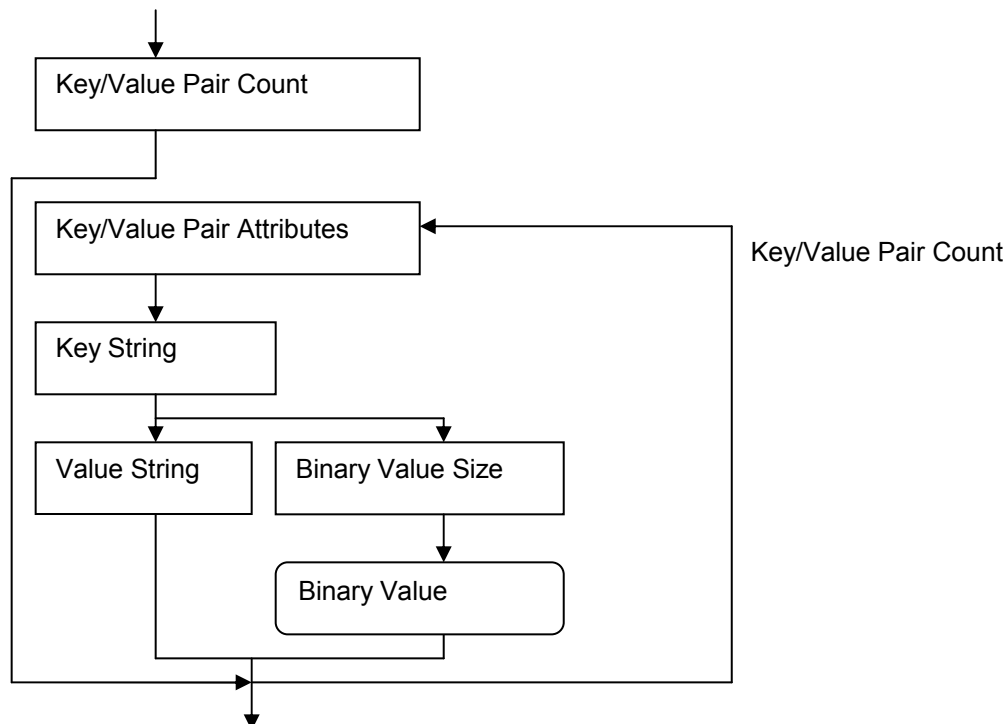 Key/Value Pair Count
Key/Value Pair Attributes
Key/Value Pair Count
Key String
Value String
Binary Value Size
Binary Value